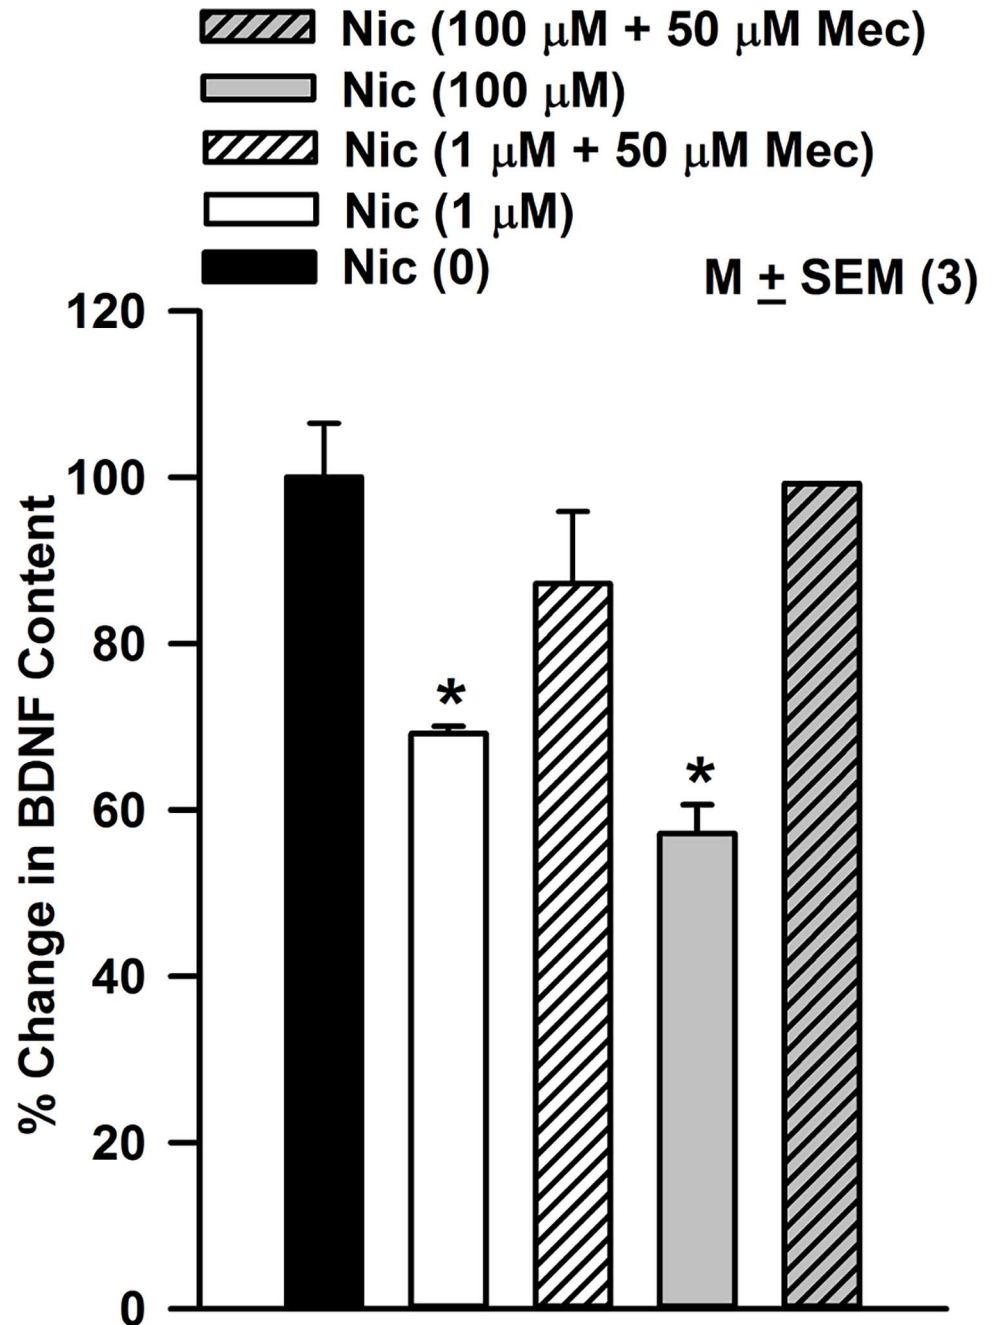 Nic (100 μM + 50 μM Mec)
Nic (100 μM)
Nic (1 μM + 50 μM Mec)
Nic (1 μM)
Nic (0)
M ± SEM (3)
120
100
80
60
40
20
0
% Change in BDNF Content
*
*